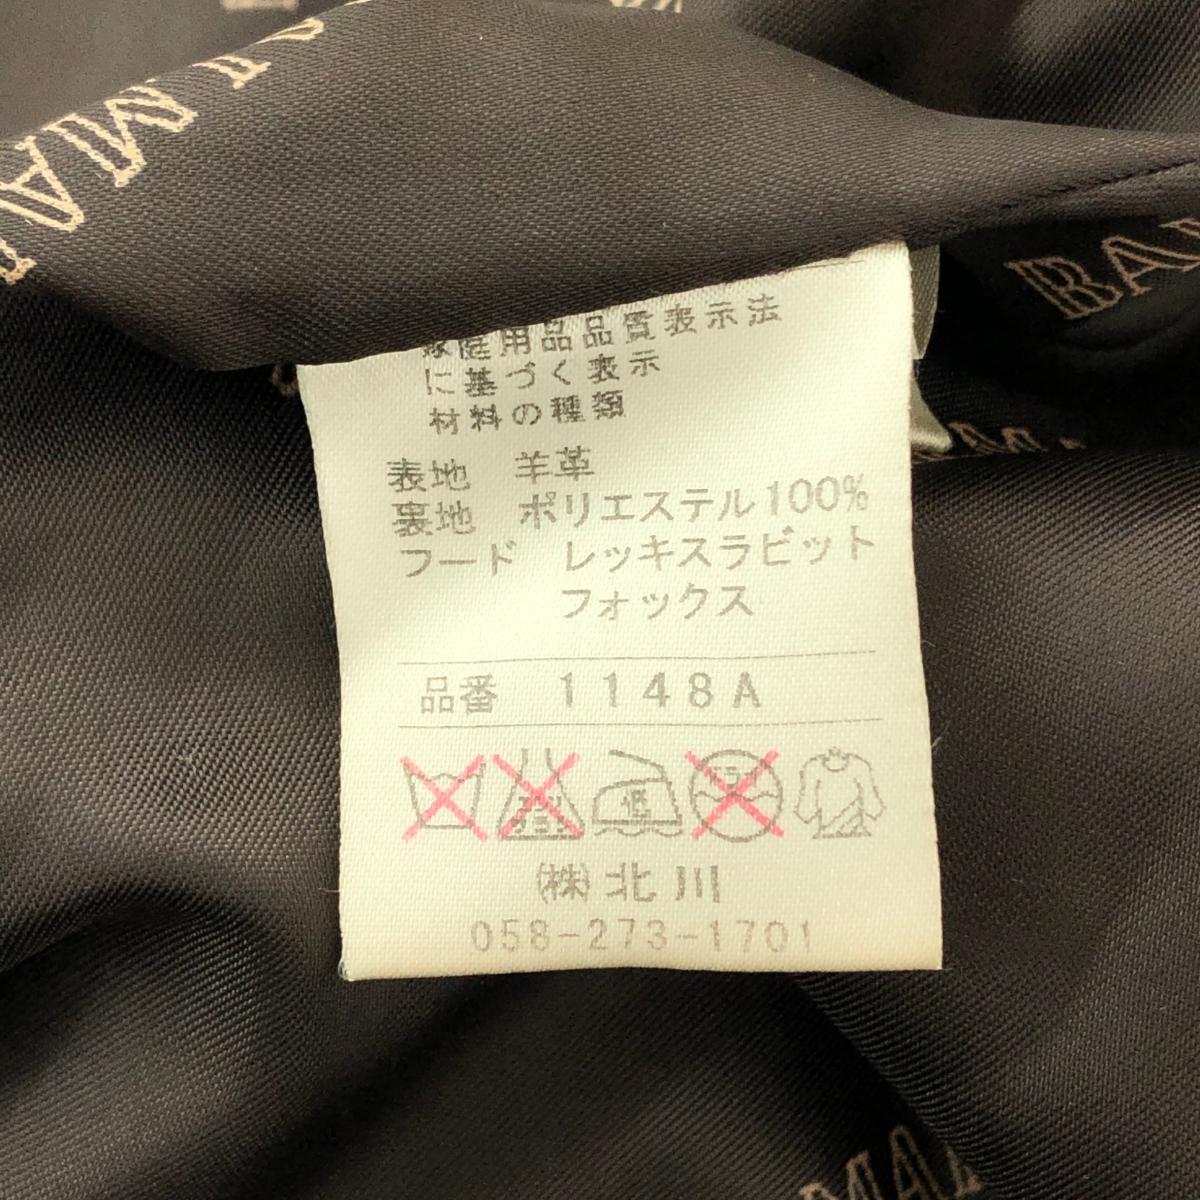 家庭用品品質表示法
に基づく表示
材料の種類
表地 羊革
裏地 ポリエステル100%
フード レッキスラビット
フォックス
品番 1148A
低
(株)北川
058-273-1701